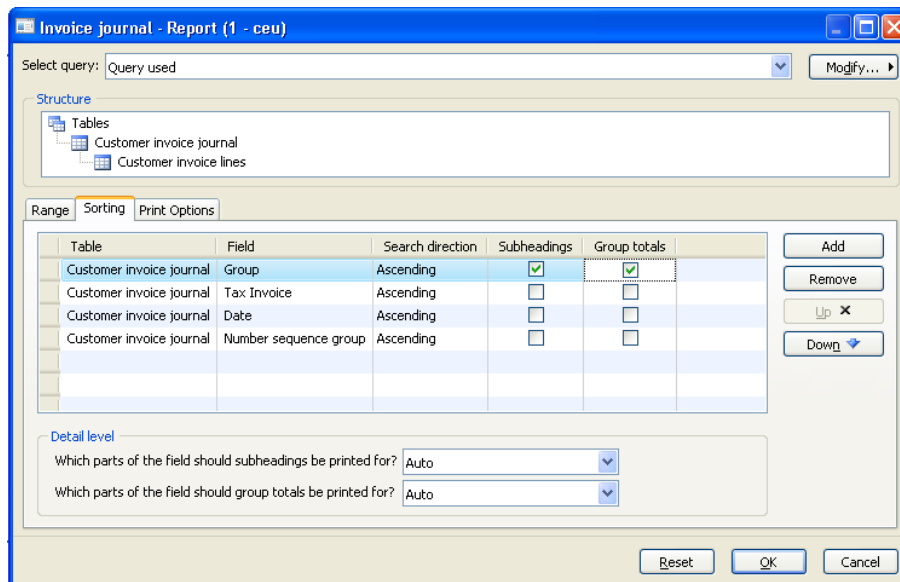 Invoice journal - Report (1 - ceu)
Select query: Query used Modify...
Structure
Tables
Customer invoice journal
Customer invoice lines
Range Sorting Print Options
Table Field Search direction Subheadings Group totals
Customer invoice journal Group Ascending
Customer invoice journal Tax Invoice Ascending
Customer invoice journal Date Ascending
Customer invoice journal Number sequence group Ascending
Add
Remove
Up
Down
Detail level
Which parts of the field should subheadings be printed for? Auto
Which parts of the field should group totals be printed for? Auto
Reset OK Cancel